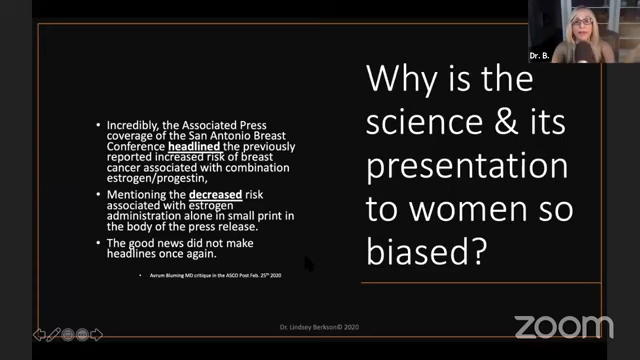 Dr. B.
Why is the
science & its
presentation
to women so
biased?
• Incredibly, the Associated Press
coverage of the San Antonio Breast
Conference headlined the previously
reported increased risk of breast
cancer associated with combination
estrogen/progestin,
• Mentioning the decreased risk
associated with estrogen
administration alone in small print in
the body of the press release.
• The good news did not make
headlines once again.
• Avrum Bluming MD critique in the ASCO Post Feb. 25th 2020
Dr. Lindsey Berkson© 2020
zoom